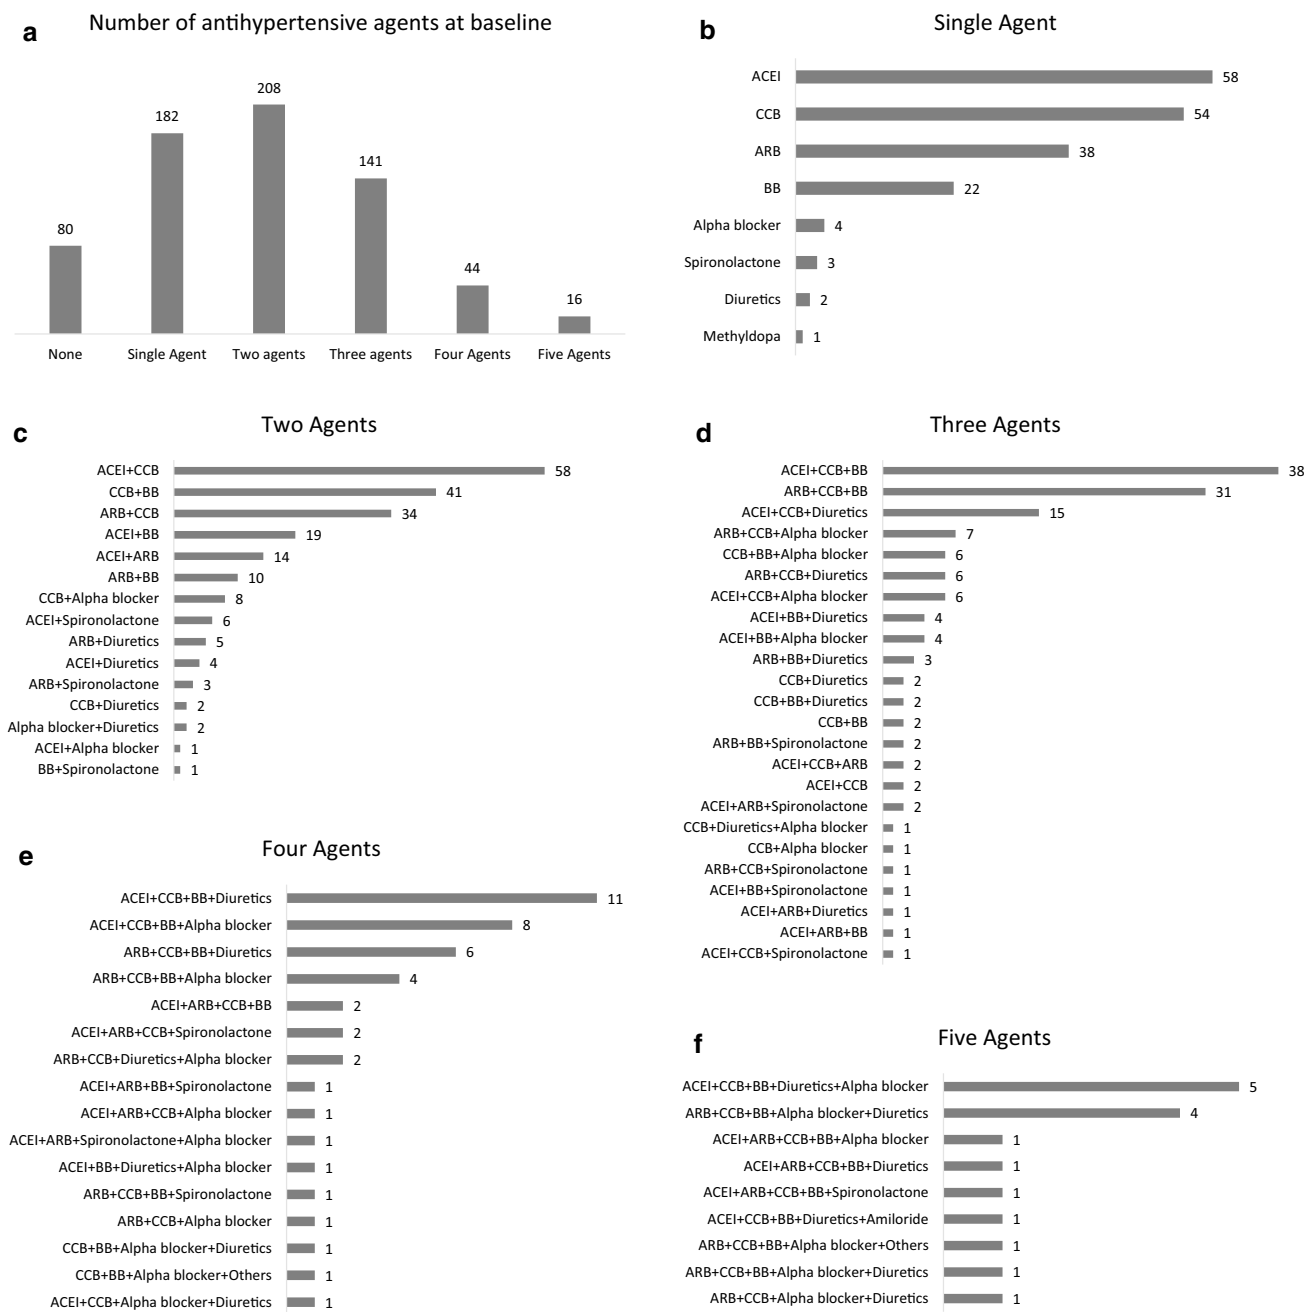 a
Number of antihypertensive agents at baseline
80
182
208
141
44
16
None Single Agent Two agents Three agents Four Agents Five Agents
b
Single Agent
ACEI 58
CCB 54
ARB 38
BB 22
Alpha blocker 4
Spironolactone 3
Diuretics 2
Methyldopa 1
c
Two Agents
ACEI+CCB 58
CCB+BB 41
ARB+CCB 34
ACEI+BB 19
ACEI+ARB 14
ARB+BB 10
CCB+Alpha blocker 8
ACEI+Spironolactone 6
ARB+Diuretics 5
ACEI+Diuretics 4
ARB+Spironolactone 3
CCB+Diuretics 2
Alpha blocker+Diuretics 2
ACEI+Alpha blocker 1
BB+Spironolactone 1
d
Three Agents
ACEI+CCB+BB 38
ARB+CCB+BB 31
ACEI+CCB+Diuretics 15
ARB+CCB+Alpha blocker 7
CCB+BB+Alpha blocker 6
ARB+CCB+Diuretics 6
ACEI+CCB+Alpha blocker 6
ACEI+BB+Diuretics 4
ACEI+BB+Alpha blocker 4
ARB+BB+Diuretics 3
CCB+Diuretics 2
CCB+BB+Diuretics 2
CCB+BB 2
ARB+BB+Spironolactone 2
ACEI+CCB+ARB 2
ACEI+CCB 2
ACEI+ARB+Spironolactone 2
CCB+Diuretics+Alpha blocker 1
CCB+Alpha blocker 1
ARB+CCB+Spironolactone 1
ACEI+BB+Spironolactone 1
ACEI+ARB+Diuretics 1
ACEI+ARB+BB 1
ACEI+CCB+Spironolactone 1
e
Four Agents
ACEI+CCB+BB+Diuretics 11
ACEI+CCB+BB+Alpha blocker 8
ARB+CCB+BB+Diuretics 6
ARB+CCB+BB+Alpha blocker 4
ACEI+ARB+CCB+BB 2
ACEI+ARB+CCB+Spironolactone 2
ARB+CCB+Diuretics+Alpha blocker 2
ACEI+ARB+BB+Spironolactone 1
ACEI+ARB+CCB+Alpha blocker 1
ACEI+ARB+Spironolactone+Alpha blocker 1
ACEI+BB+Diuretics+Alpha blocker 1
ARB+CCB+BB+Spironolactone 1
ARB+CCB+Alpha blocker 1
CCB+BB+Alpha blocker+Diuretics 1
CCB+BB+Alpha blocker+Others 1
ACEI+CCB+Alpha blocker+Diuretics 1
f
Five Agents
ACEI+CCB+BB+Diuretics+Alpha blocker 5
ARB+CCB+BB+Alpha blocker+Diuretics 4
ACEI+ARB+CCB+BB+Alpha blocker 1
ACEI+ARB+CCB+BB+Diuretics 1
ACEI+ARB+CCB+BB+Spironolactone 1
ACEI+CCB+BB+Diuretics+Amiloride 1
ARB+CCB+BB+Alpha blocker+Others 1
ARB+CCB+BB+Alpha blocker+Diuretics 1
ARB+CCB+Alpha blocker+Diuretics 1